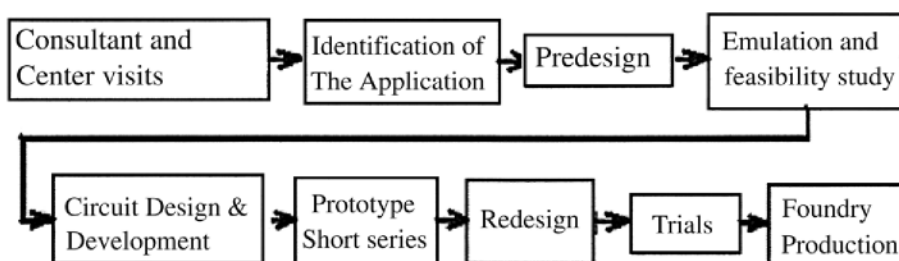 Consultant and
Center visits
Identification of
The Application
Predesign
Emulation and
feasibility study
Circuit Design &
Development
Prototype
Short series
Redesign
Trials
Foundry
Production